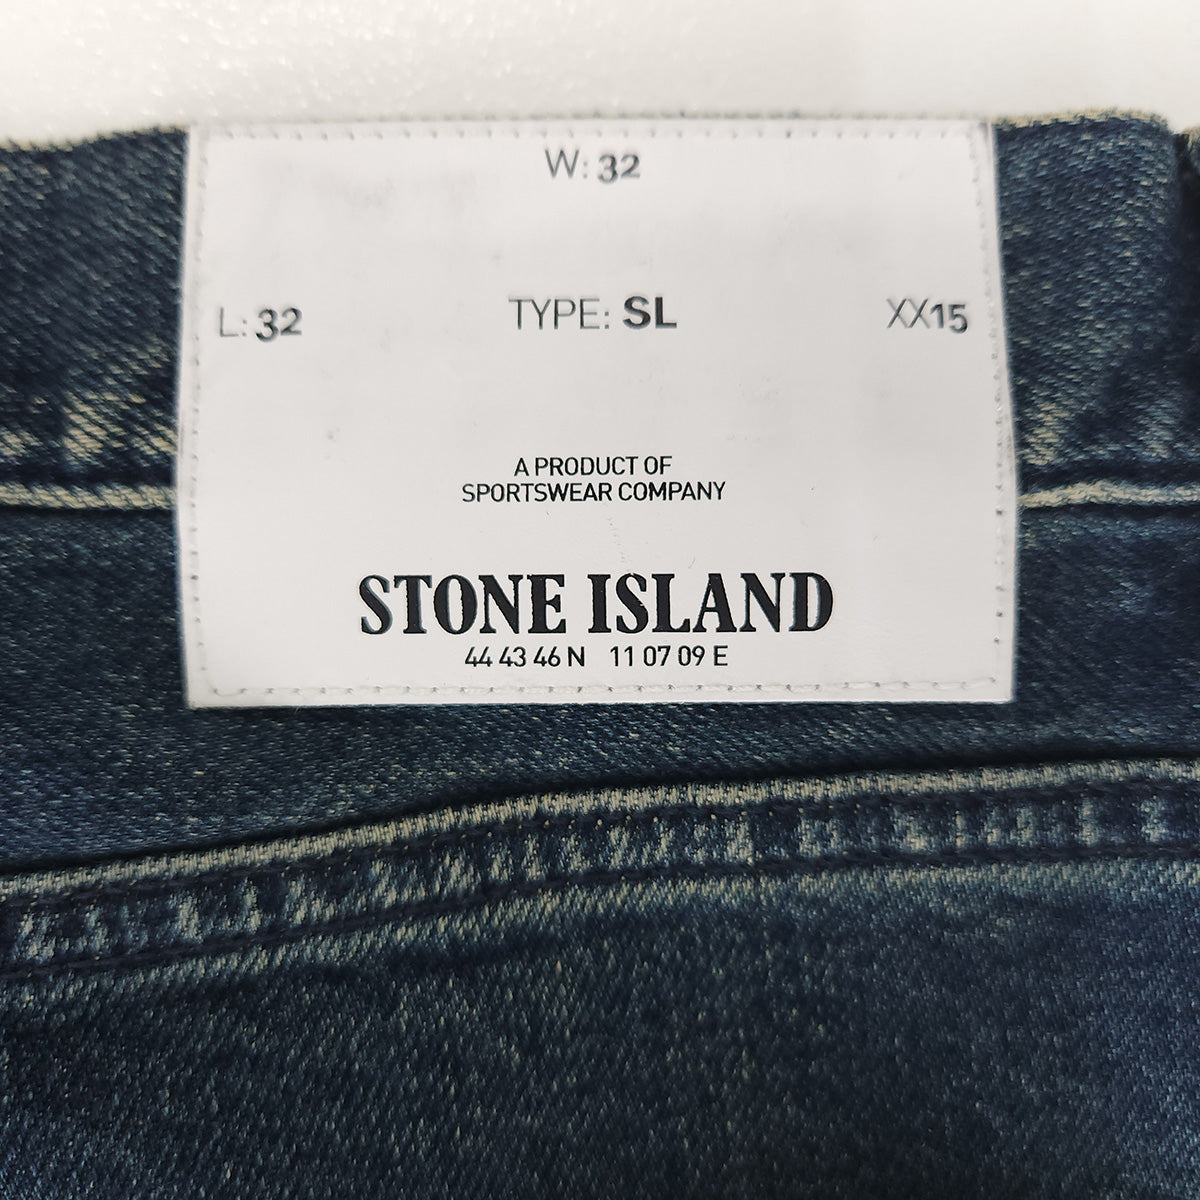 W: 32
L: 32 TYPE: SL XX15
A PRODUCT OF
SPORTSWEAR COMPANY
STONE ISLAND
44 43 46 N 11 07 09 E